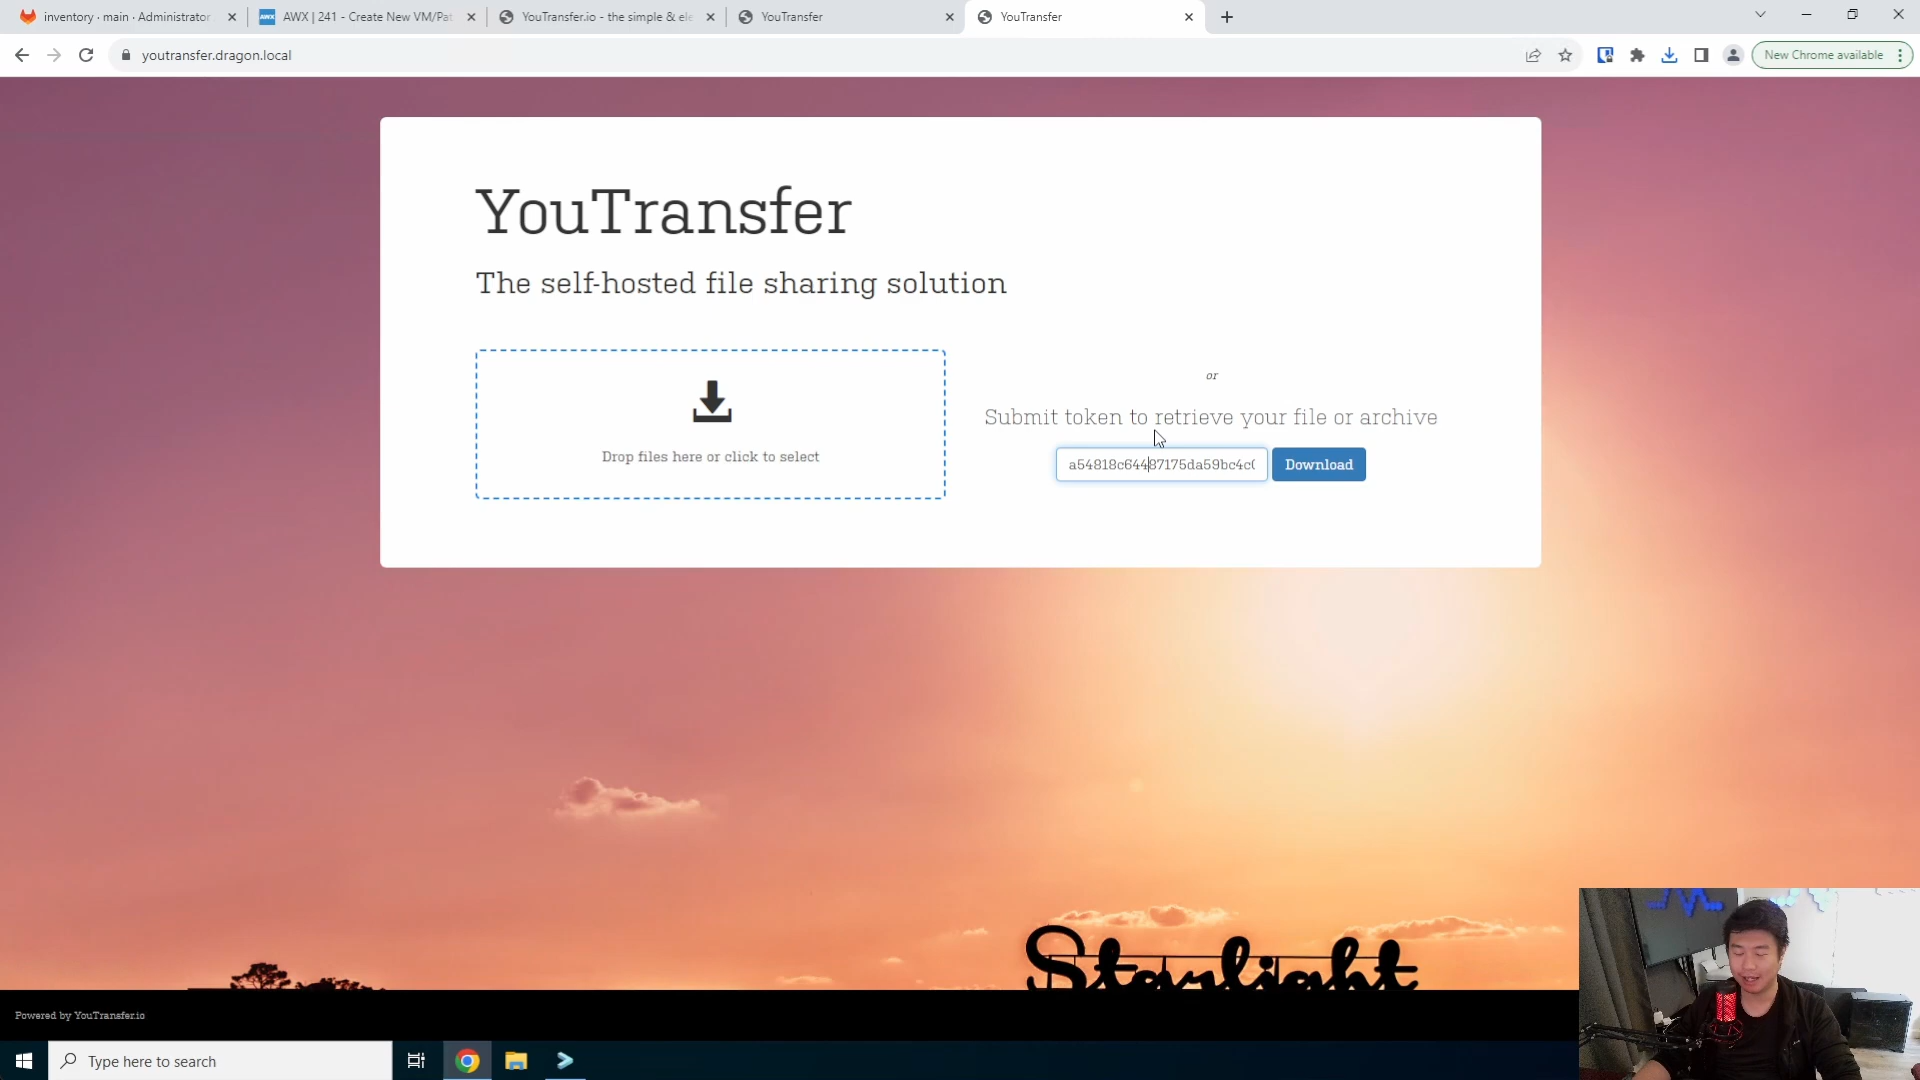 inventory · main · Administrator
AWX | 241 - Create New VM/Pat
YouTransfer.io - the simple & ele
YouTransfer
YouTransfer
youtransfer.dragon.local
New Chrome available
YouTransfer
The self-hosted file sharing solution
Drop files here or click to select
or
Submit token to retrieve your file or archive
a54818c64487175da59bc4c0
Download
Starlight
Powered by YouTransfer.io
Type here to search